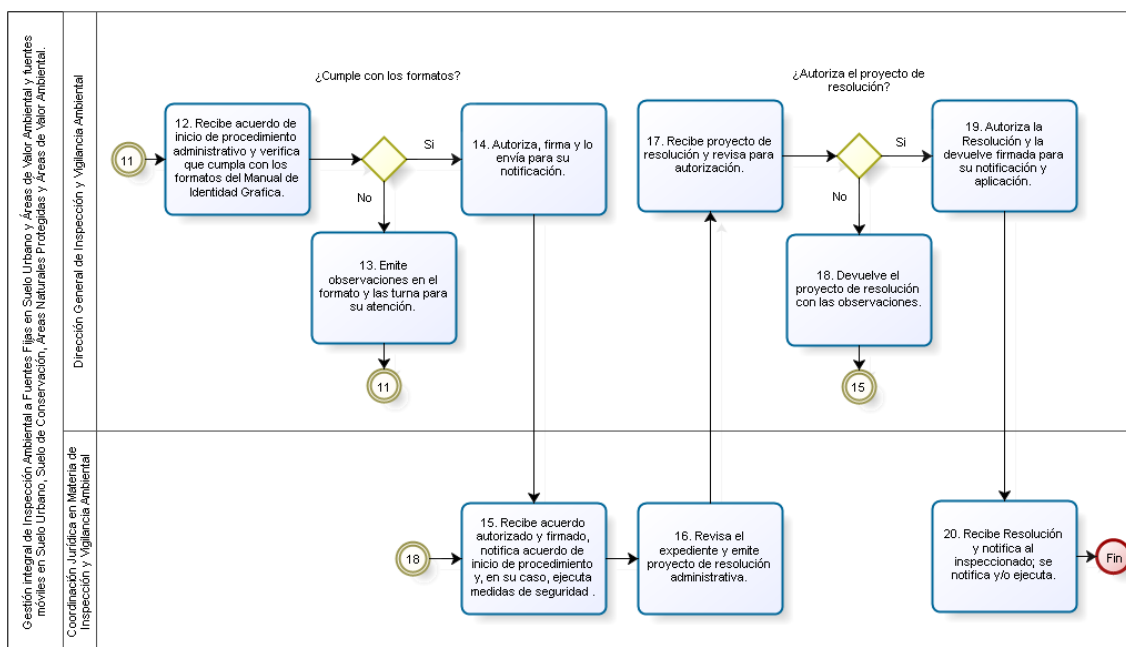 Gestión integral de Inspección Ambiental a Fuentes Fijas en Suelo Urbano y Áreas de Valor Ambiental y fuentes
móviles en Suelo Urbano, Suelo de Conservación, Áreas Naturales Protegidas y Áreas de Valor Ambiental.
Dirección General de Inspección y Vigilancia Ambiental
¿Cumple con los formatos?
11
12. Recibe acuerdo de
inicio de procedimiento
administrativo y verifica
que cumpla con los
formatos del Manual de
Identidad Grafica.
Si
No
14. Autoriza, firma y lo
envía para su
notificación.
13. Emite
observaciones en el
formato y las turna para
su atención.
11
¿Autoriza el proyecto de
resolución?
17. Recibe proyecto de
resolución y revisa para
autorización.
Si
No
19. Autoriza la
Resolución y la
devuelve firmada para
su notificación y
aplicación.
18. Devuelve el
proyecto de resolución
con las observaciones.
15
Coordinación Jurídica en Materia de
Inspección y Vigilancia Ambiental
18
15. Recibe acuerdo
autorizado y firmado,
notifica acuerdo de
inicio de procedimiento
y, en su caso, ejecuta
medidas de seguridad .
16. Revisa el
expediente y emite
proyecto de resolución
administrativa.
20. Recibe Resolución
y notifica al
inspeccionado; se
notifica y/o ejecuta.
Fin